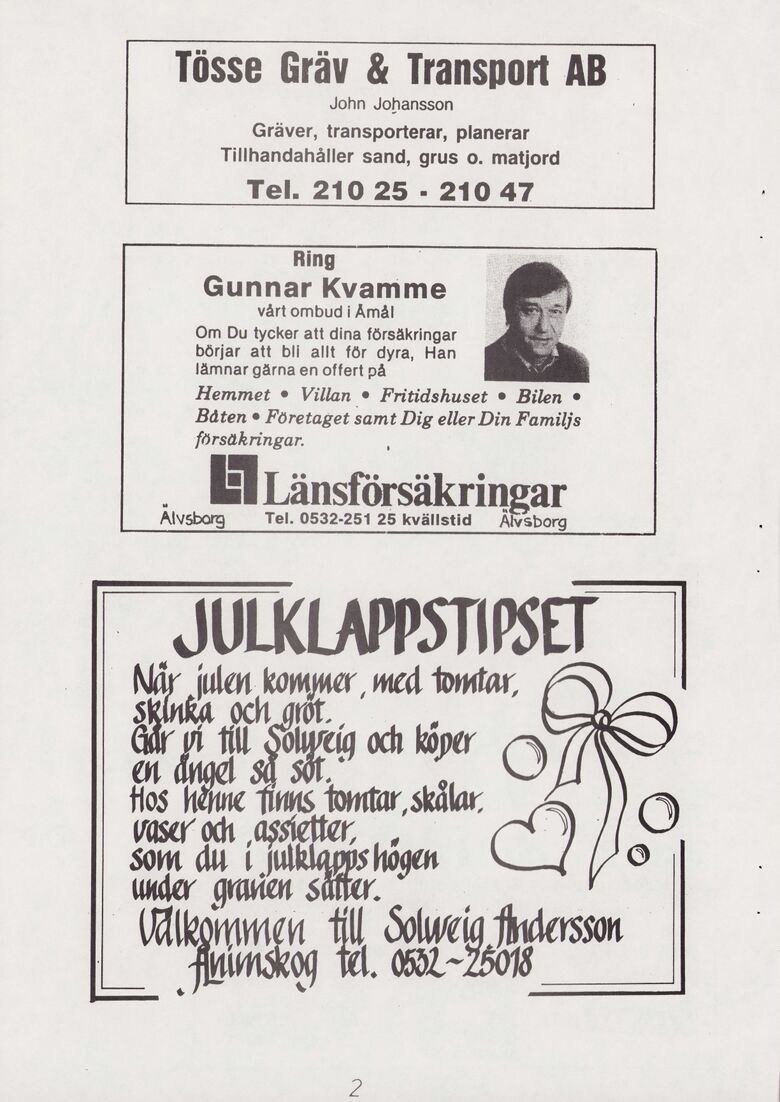 Tösse Gräv & Transport AB
John Johansson
Gräver, transporterar, planerar
Tillhandahåller sand, grus o. matjord
Tel. 210 25 - 210 47
Ring
Gunnar Kvamme
vårt ombud i Åmål
Om Du tycker att dina försäkringar
börjar att bli allt för dyra, Han
lämnar gärna en offert på
Hemmet • Villan • Fritidshuset • Bilen •
Båten • Företaget samt Dig eller Din Familjs
försäkringar.
Länsförsäkringar
Älvsborg Tel. 0532-251 25 kvällstid Älvsborg
JULKLAPPSTIPSET
När julen kommer, med tomtar,
skinka och gröt.
Går vi till Solweig och köper
en ängel så söt.
Hos henne finns tomtar, skålar,
vaser och assietter,
som du i julklappshögen
under granen sätter.
Välkommen till Solweig Andersson
Ånimskog tel. 0532~25018
2